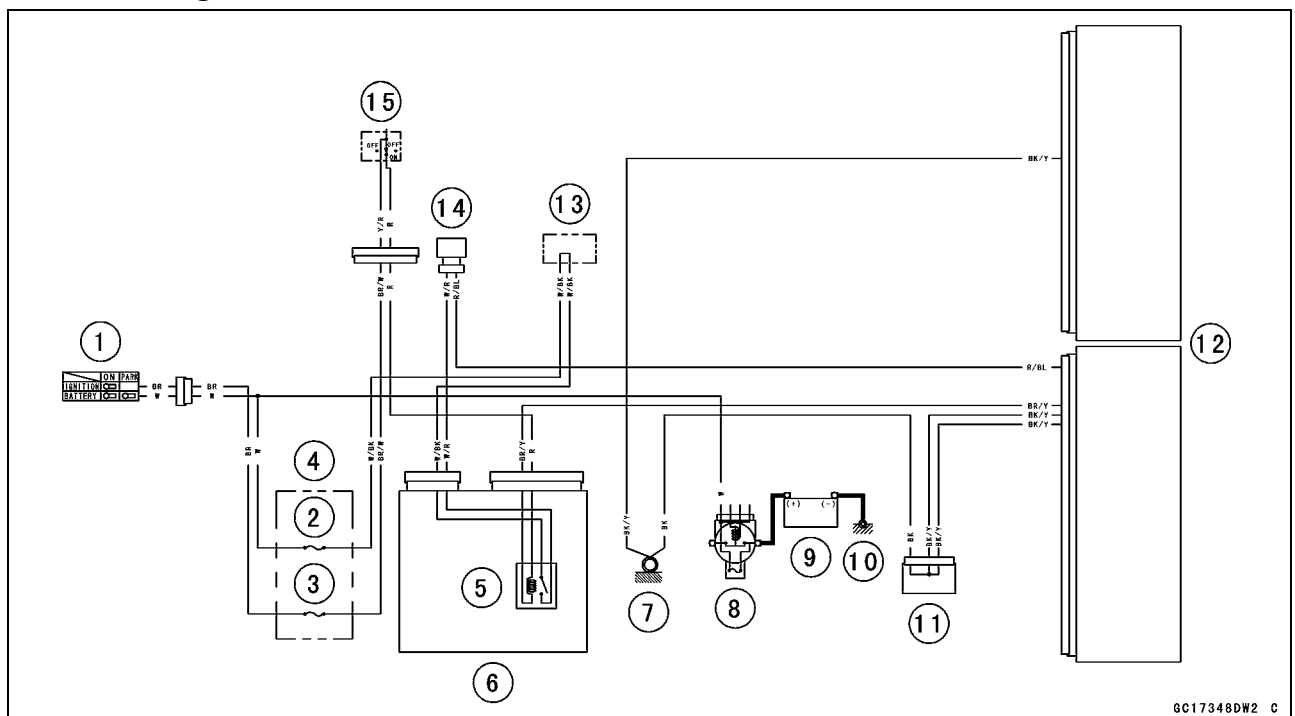 15
OFF OFF
ON
14
13
Y/R R
BK/Y
BR/W R
W/R R/BL
W/BK W/BK
12
1
ON PARK
IGNITION
BATTERY
BR BR
W W
R/BL
BR/Y
BK/Y
BK/Y
BR W
W/BK BR/W
W/BK W/R
BR/Y R
4
2
3
5
6
BK/Y BK
7
W
8
(+) (-)
9
10
BK BK/Y BK/Y
11
GC17348DW2 C